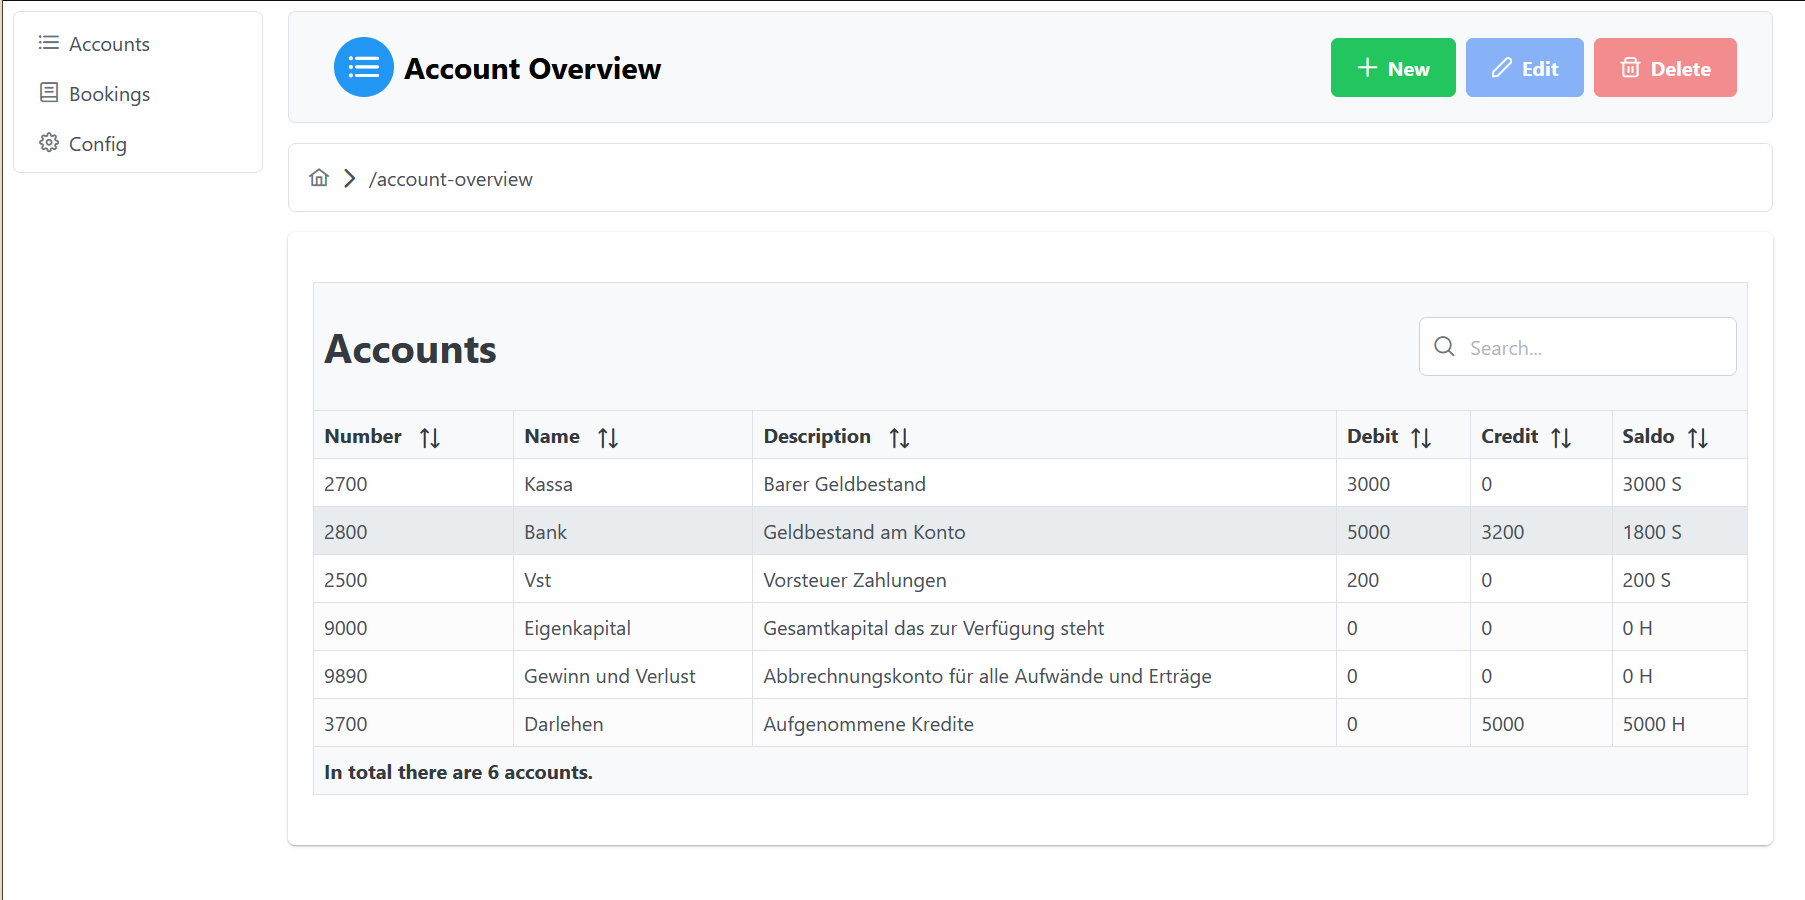 Accounts
Bookings
Config
Account Overview
New
Edit
Delete
/account-overview
Accounts
Search...
Number Name Description Debit Credit Saldo
2700 Kassa Barer Geldbestand 3000 0 3000 S
2800 Bank Geldbestand am Konto 5000 3200 1800 S
2500 Vst Vorsteuer Zahlungen 200 0 200 S
9000 Eigenkapital Gesamtkapital das zur Verfügung steht 0 0 0 H
9890 Gewinn und Verlust Abbrechnungskonto für alle Aufwände und Erträge 0 0 0 H
3700 Darlehen Aufgenommene Kredite 0 5000 5000 H
In total there are 6 accounts.